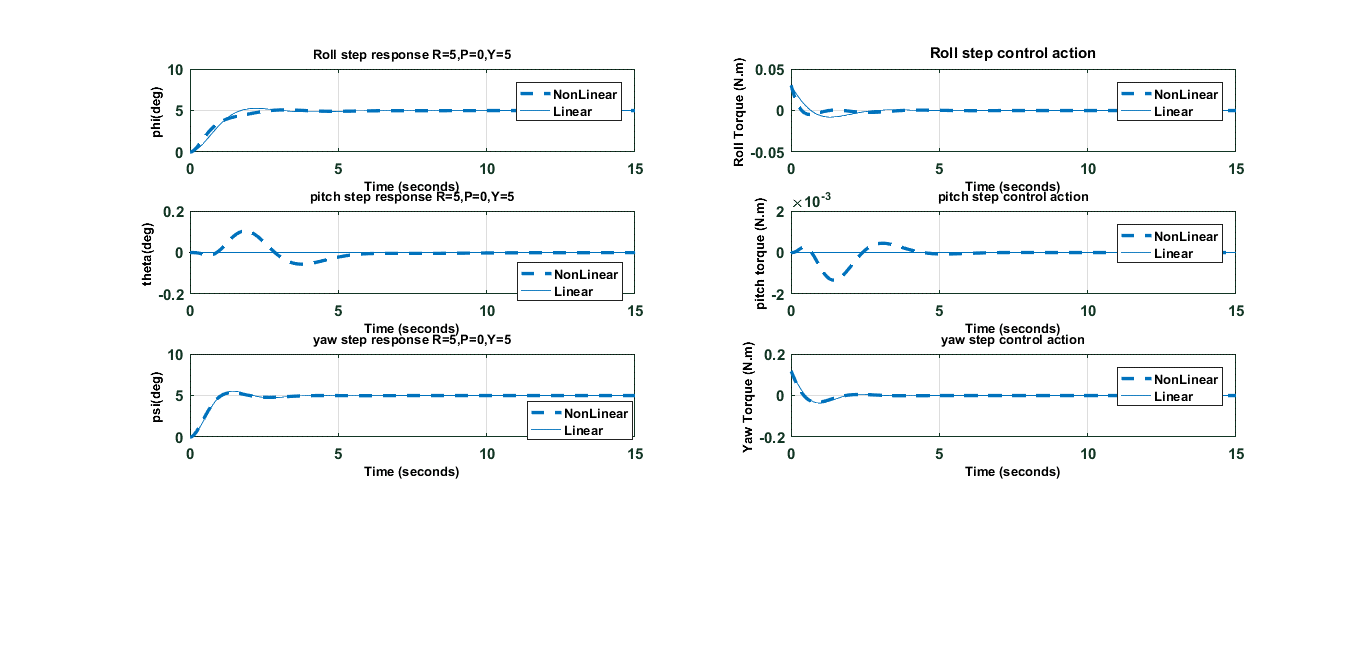 Roll step response R=5,P=0,Y=5
10
5
0
phi(deg)
NonLinear
Linear
0 5 10 15
Time (seconds)
pitch step response R=5,P=0,Y=5
0.2
0
-0.2
theta(deg)
NonLinear
Linear
0 5 10 15
Time (seconds)
yaw step response R=5,P=0,Y=5
10
5
0
psi(deg)
NonLinear
Linear
0 5 10 15
Time (seconds)
Roll step control action
0.05
0
-0.05
Roll Torque (N.m)
NonLinear
Linear
0 5 10 15
Time (seconds)
pitch step control action
×10-3
2
0
-2
pitch torque (N.m)
NonLinear
Linear
0 5 10 15
Time (seconds)
yaw step control action
0.2
0
-0.2
Yaw Torque (N.m)
NonLinear
Linear
0 5 10 15
Time (seconds)